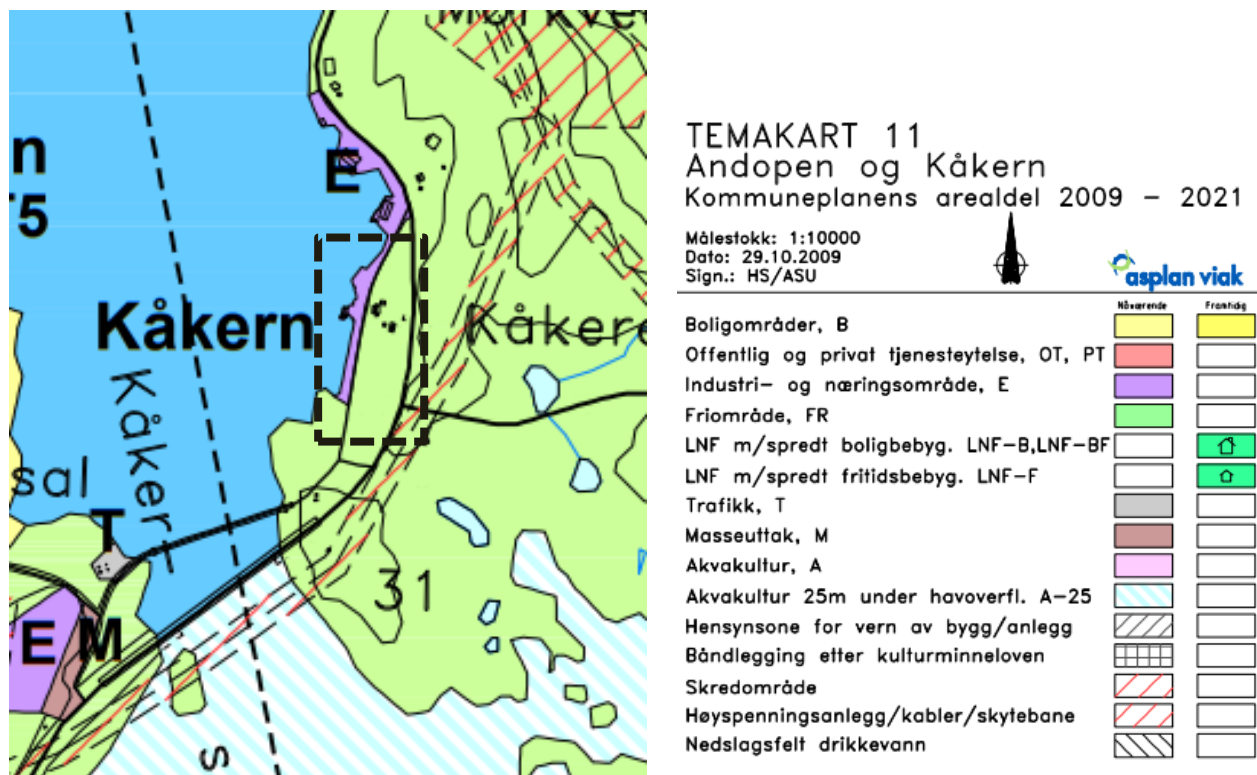 n
5
E
Kåkern
Kåkere
Kåker
sal
T
31
E
M
s
TEMAKART 11
Andopen og Kåkern
Kommuneplanens arealdel 2009 – 2021
Målestokk: 1:10000
Dato: 29.10.2009
Sign.: HS/ASU
asplan viak
Nåværende Framtidig
Boligområder, B
Offentlig og privat tjenesteytelse, OT, PT
Industri– og næringsområde, E
Friområde, FR
LNF m/spredt boligbebyg. LNF–B,LNF–BF
LNF m/spredt fritidsbebyg. LNF–F
Trafikk, T
Masseuttak, M
Akvakultur, A
Akvakultur 25m under havoverfl. A–25
Hensynsone for vern av bygg/anlegg
Båndlegging etter kulturminneloven
Skredområde
Høyspenningsanlegg/kabler/skytebane
Nedslagsfelt drikkevann